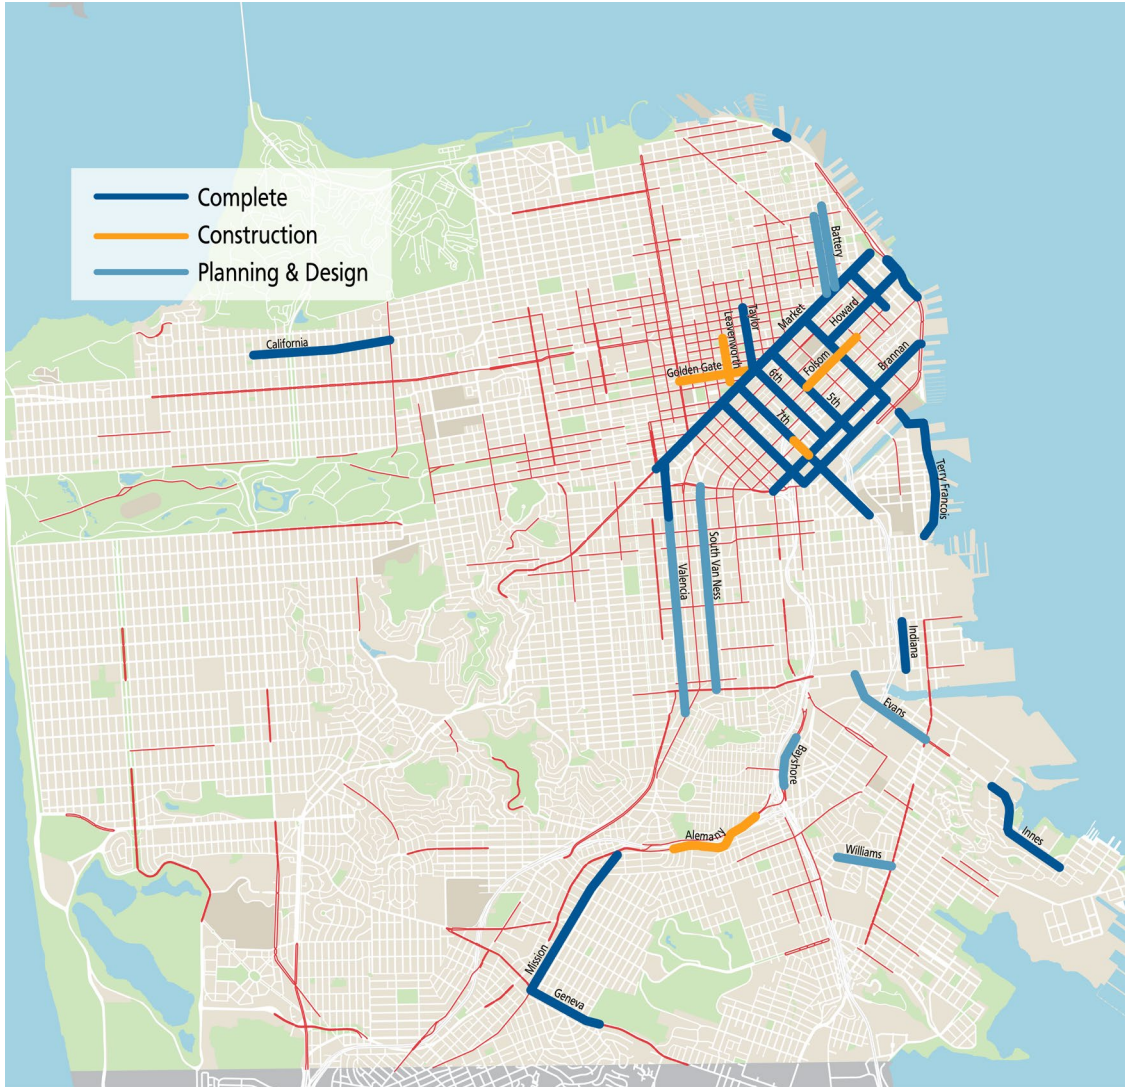 Complete
Construction
Planning & Design
Battery
Taylor
Market
Howard
Leavenworth
California
Golden Gate
6th
Folsom
Brannan
5th
7th
Terry Francois
South Van Ness
Valencia
Indiana
Evans
Bayshore
Alemany
Innes
Williams
Mission
Geneva